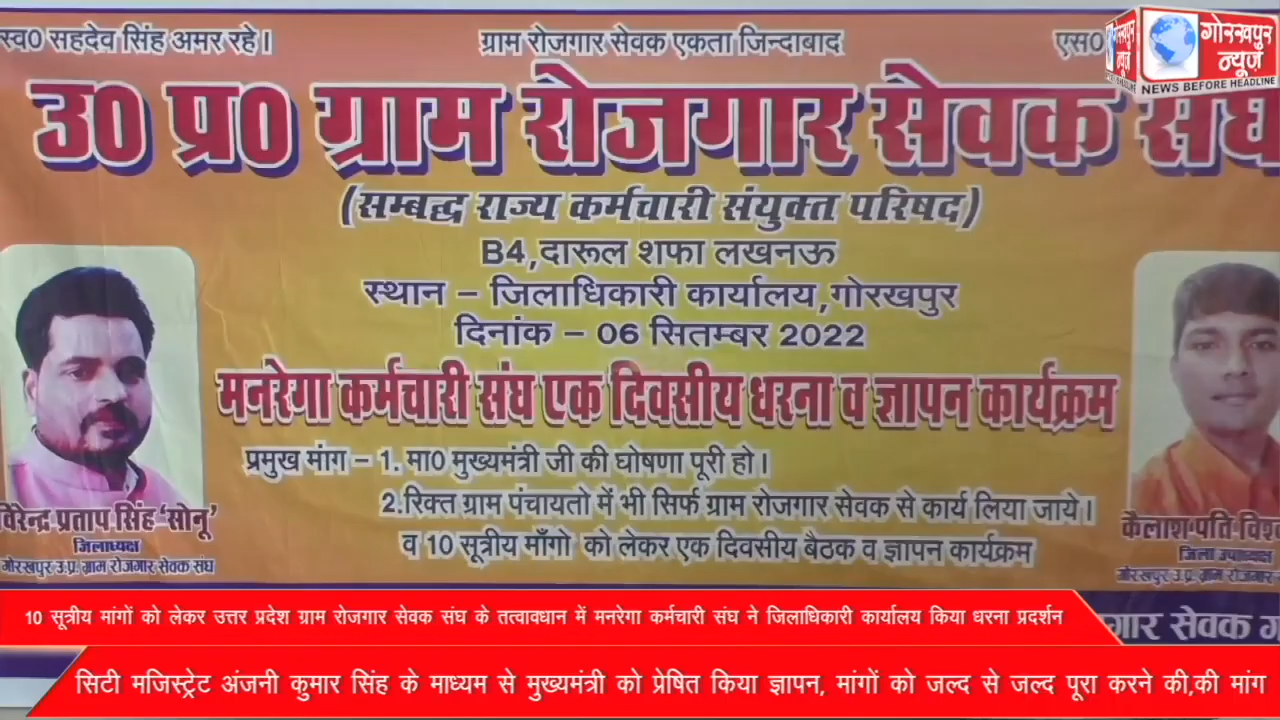 स्व0 सहदेव सिंह अमर रहे।
ग्राम रोजगार सेवक एकता जिन्दाबाद
एस0
गोरखपुर न्यूज़
NEWS BEFORE HEADLINE
उ0 प्र0 ग्राम रोजगार सेवक संघ
(सम्बद्ध राज्य कर्मचारी संयुक्त परिषद)
B4,दारूल शफा लखनऊ
स्थान – जिलाधिकारी कार्यालय,गोरखपुर
दिनांक – 06 सितम्बर 2022
मनरेगा कर्मचारी संघ एक दिवसीय धरना व ज्ञापन कार्यक्रम
प्रमुख मांग – 1. मा0 मुख्यमंत्री जी की घोषणा पूरी हो।
2.रिक्त ग्राम पंचायतो में भी सिर्फ ग्राम रोजगार सेवक से कार्य लिया जाये।
व 10 सूत्रीय माँगो को लेकर एक दिवसीय बैठक व ज्ञापन कार्यक्रम
विरेन्द्र प्रताप सिंह 'सोनू'
जिलाध्यक्ष
गोरखपुर उ.प्र. ग्राम रोजगार सेवक संघ
कैलाश पति
जिला उपाध्यक्ष
गोरखपुर उ.प्र. ग्राम रोजगार
गार सेवक
10 सूत्रीय मांगों को लेकर उत्तर प्रदेश ग्राम रोजगार सेवक संघ के तत्वावधान में मनरेगा कर्मचारी संघ ने जिलाधिकारी कार्यालय किया धरना प्रदर्शन
सिटी मजिस्ट्रेट अंजनी कुमार सिंह के माध्यम से मुख्यमंत्री को प्रेषित किया ज्ञापन, मांगों को जल्द से जल्द पूरा करने की,की मांग